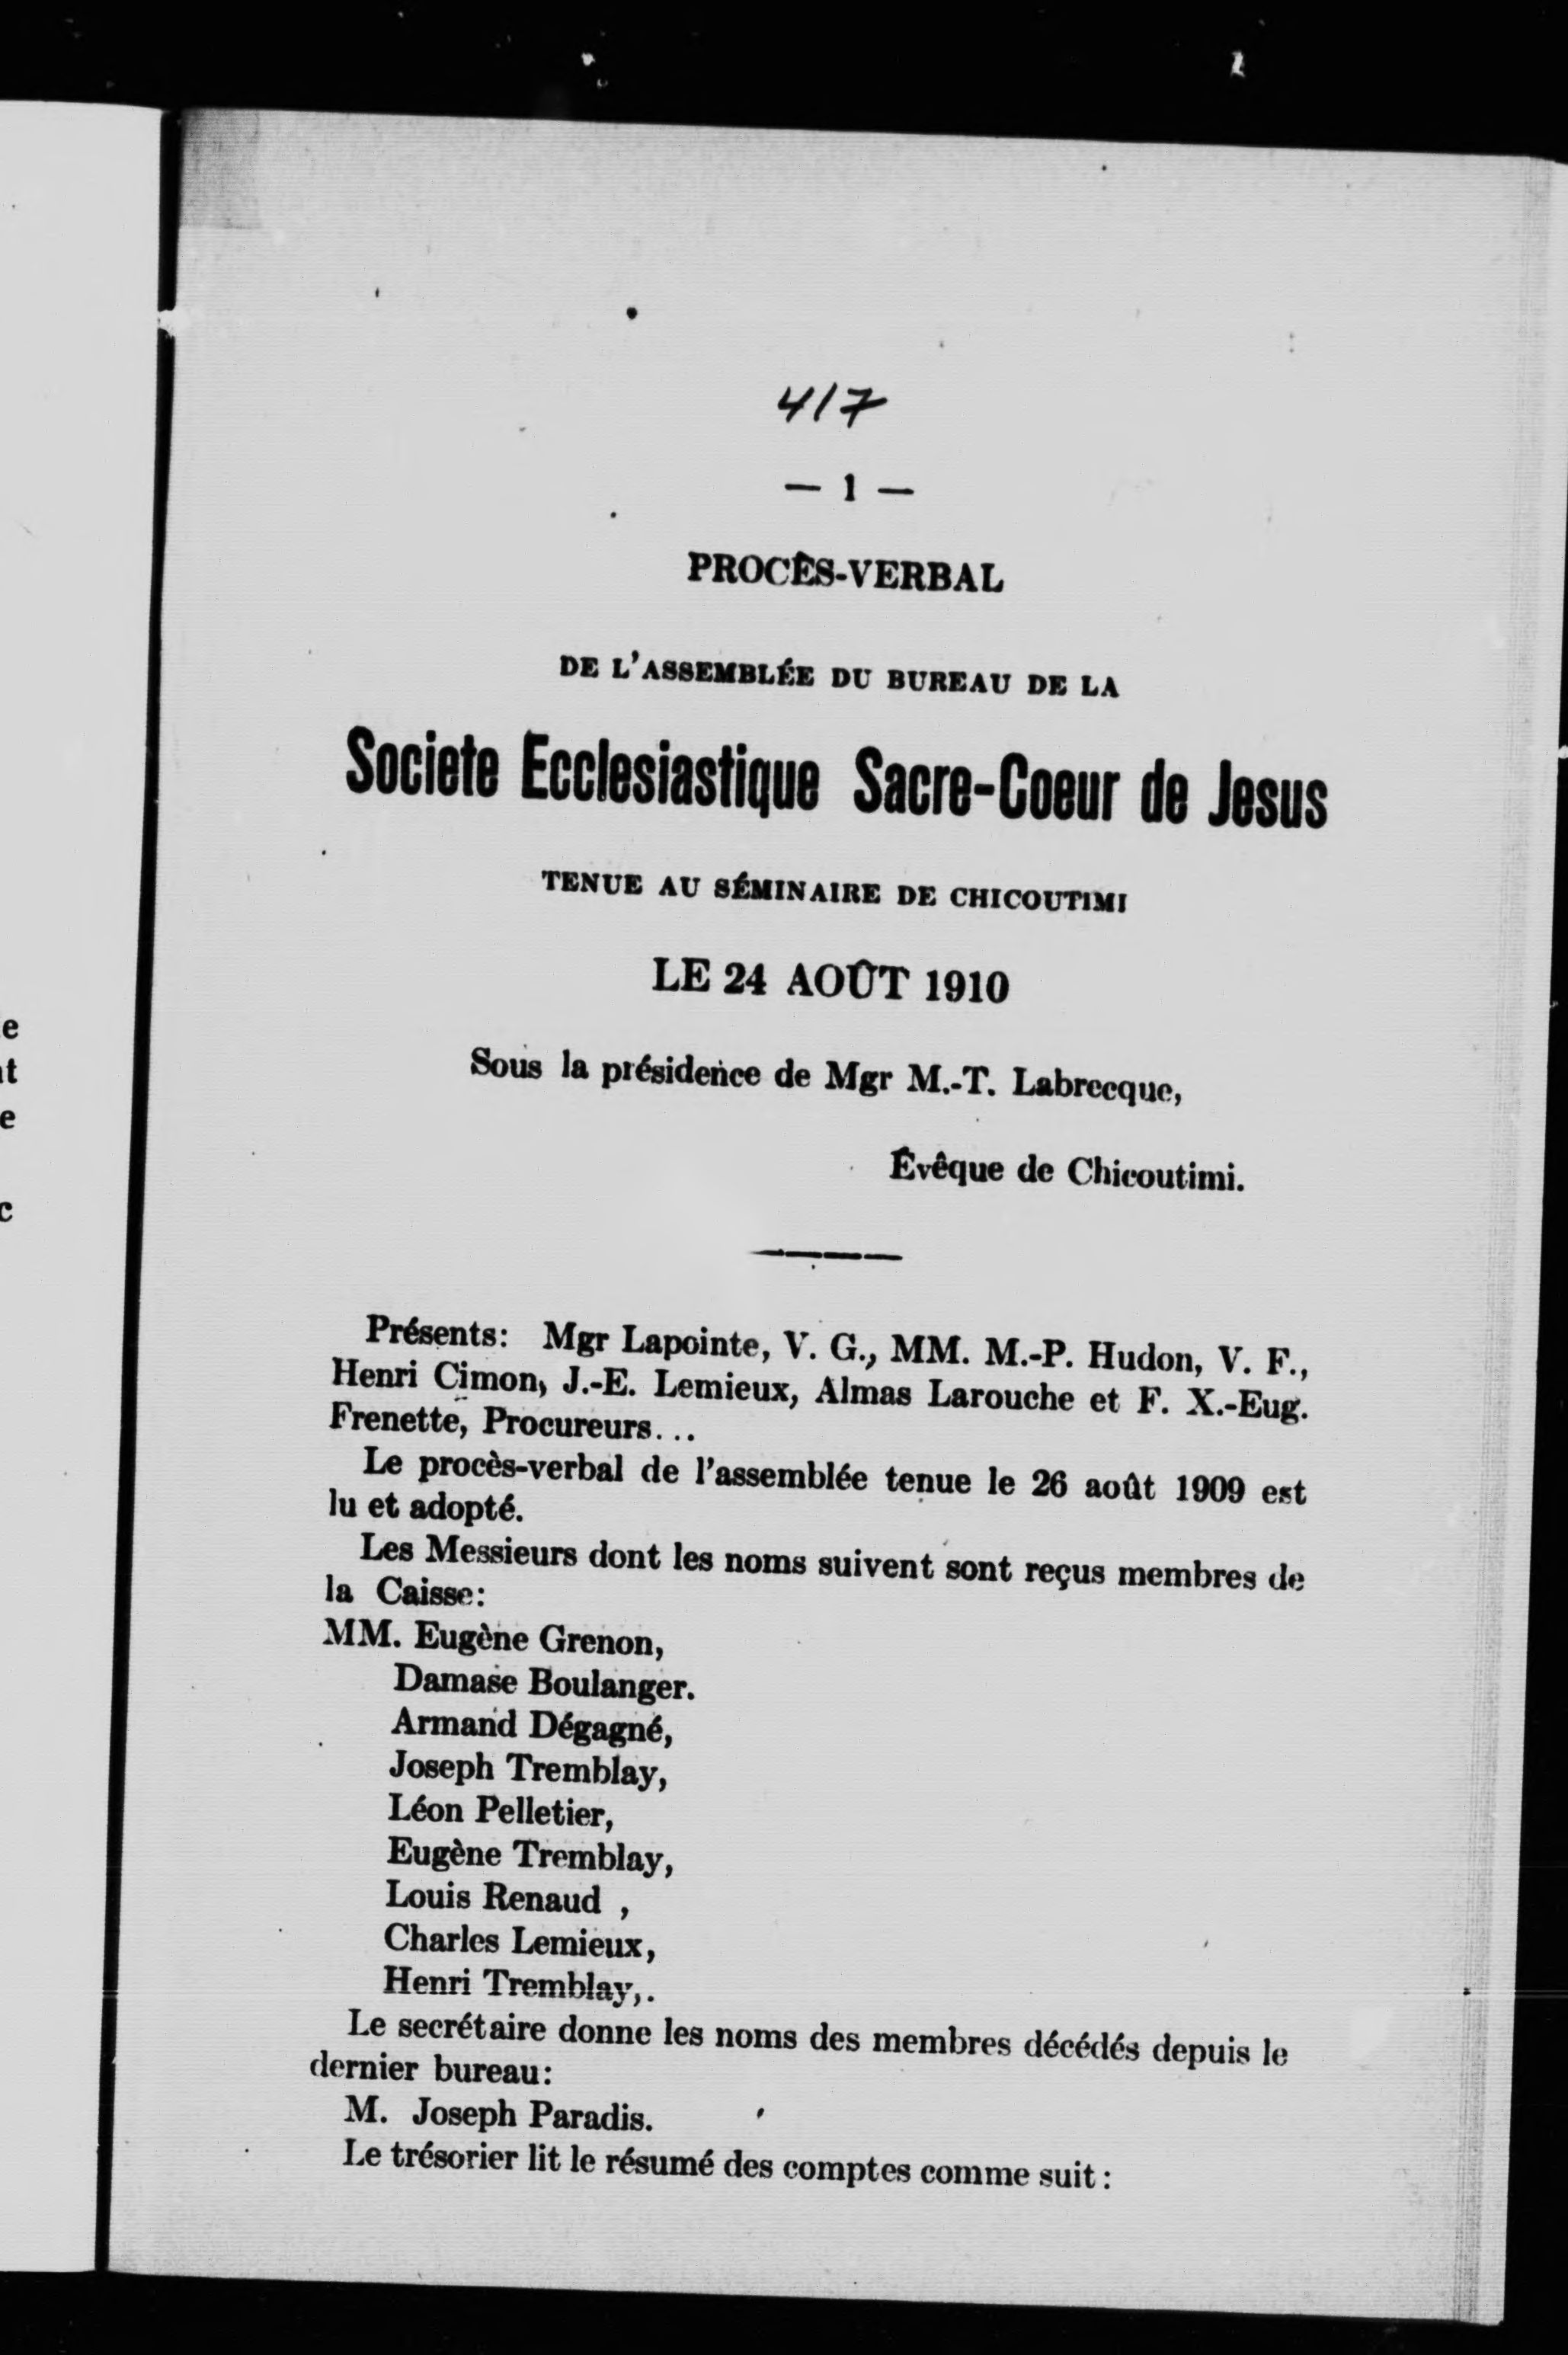 417
— 1 —
PROCÊS-VERBAL
DE L'ASSEMBLÉE DU BUREAU DE LA
Societe Ecclesiastique Sacre-Coeur de Jesus
TENUE AU SÉMINAIRE DE CHICOUTIMI
LE 24 AOÛT 1910
Sous la présidence de Mgr M.-T. Labrecque,
Évêque de Chicoutimi.
Présents: Mgr Lapointe, V. G., MM. M.-P. Hudon, V. F.,
Henri Cimon, J.-E. Lemieux, Almas Larouche et F. X.-Eug.
Frenette, Procureurs...
Le procès-verbal de l'assemblée tenue le 26 août 1909 est
lu et adopté.
Les Messieurs dont les noms suivent sont reçus membres de
la Caisse:
MM. Eugène Grenon,
Damase Boulanger.
Armand Dégagné,
Joseph Tremblay,
Léon Pelletier,
Eugène Tremblay,
Louis Renaud ,
Charles Lemieux,
Henri Tremblay,.
Le secrétaire donne les noms des membres décédés depuis le
dernier bureau:
M. Joseph Paradis.
Le trésorier lit le résumé des comptes comme suit: